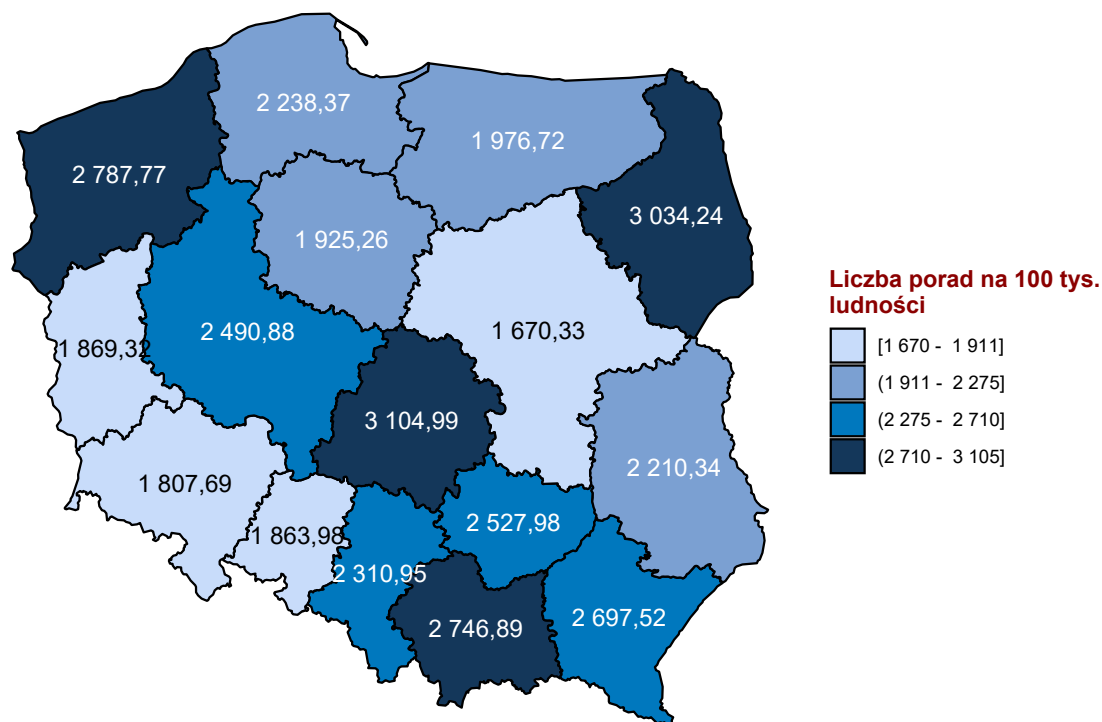 2 238,37
1 976,72
2 787,77
3 034,24
1 925,26
2 490,88
1 670,33
1 869,32
3 104,99
2 210,34
1 807,69
2 527,98
1 863,98
2 310,95
2 697,52
2 746,89
Liczba porad na 100 tys.
ludności
[1 670 - 1 911]
(1 911 - 2 275]
(2 275 - 2 710]
(2 710 - 3 105]